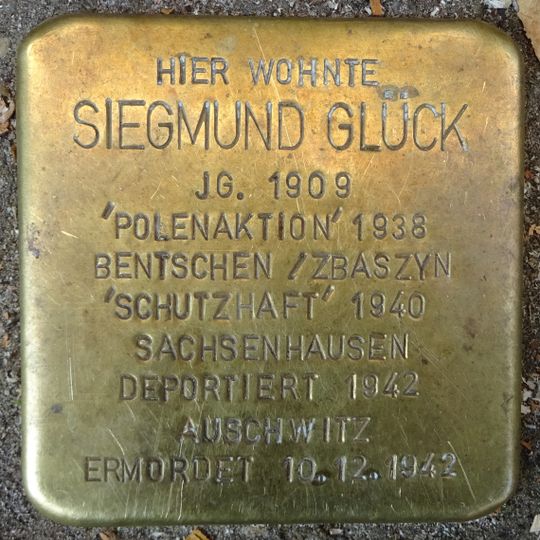 HIER WOHNTE
SIEGMUND GLÜCK
JG. 1909
'POLENAKTION' 1938
BENTSCHEN / ZBASZYN
'SCHUTZHAFT' 1940
SACHSENHAUSEN
DEPORTIERT 1942
AUSCHWITZ
ERMORDET 10.12.1942